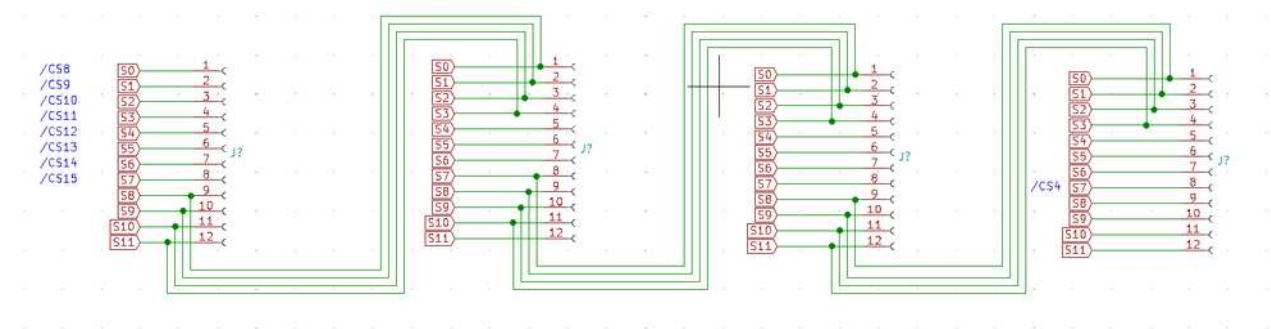 /CS8 S0 1
/CS9 S1 2
/CS10 S2 3
/CS11 S3 4
/CS12 S4 5
/CS13 S5 6
/CS14 S6 7
/CS15 S7 8
S8 9
S9 10
S10 11
S11 12
J?
S0 1
S1 2
S2 3
S3 4
S4 5
S5 6
S6 7
S7 8
S8 9
S9 10
S10 11
S11 12
J?
S0 1
S1 2
S2 3
S3 4
S4 5
S5 6
S6 7
S7 8
S8 9
S9 10
S10 11
S11 12
J?
S0 1
S1 2
S2 3
S3 4
S4 5
S5 6
S6 7
/CS4 S7 8
S8 9
S9 10
S10 11
S11 12
J?